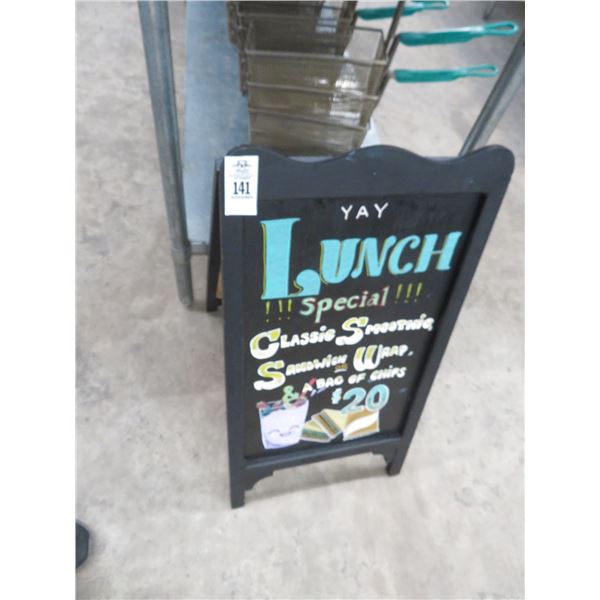 141
YAY
LUNCH
!!! Special !!!
CLASSIC SMOOTHIE,
SANDWICH OR WRAP,
& A BAG OF CHIPS
$20